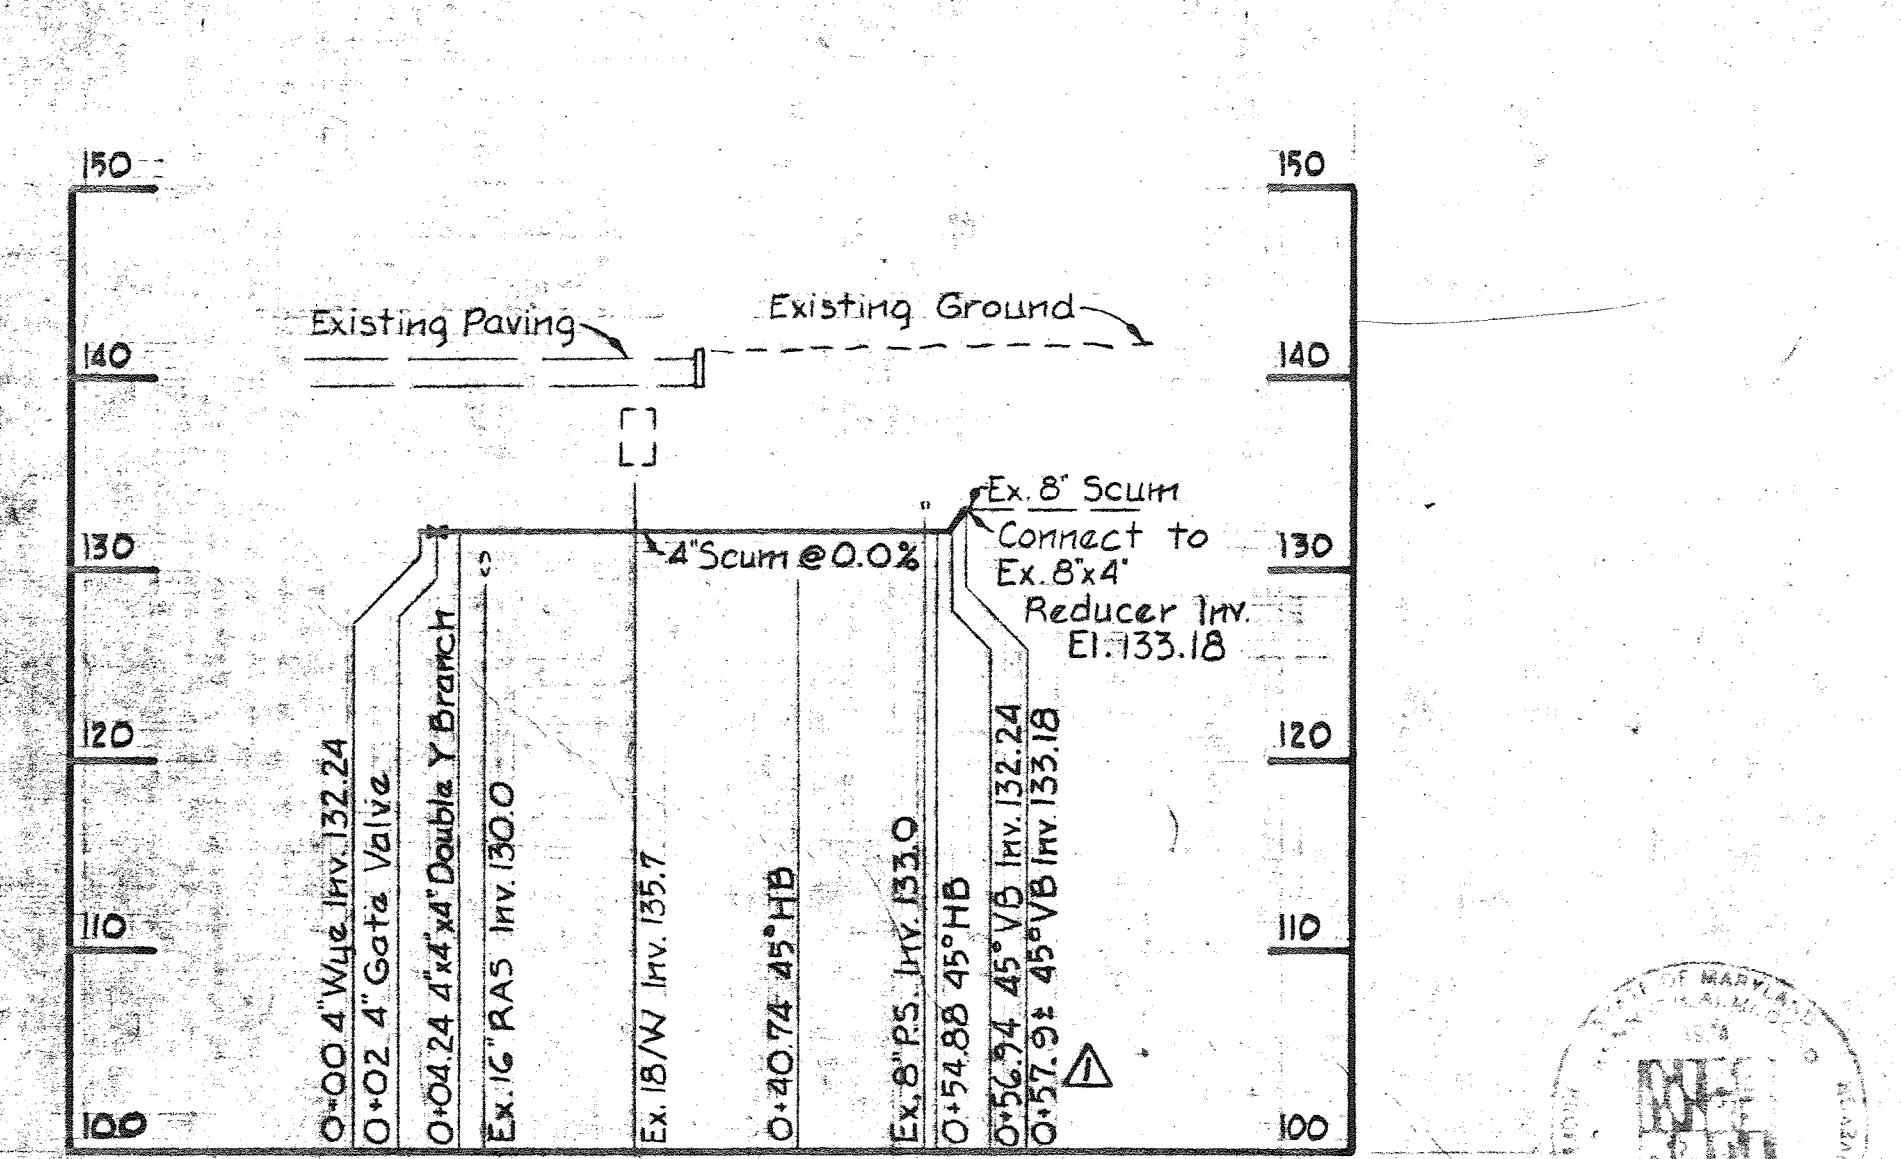 150
150
Existing Paving
Existing Ground
140
140
Ex. 8" Scum
Connect to
Ex. 8"x4"
Reducer Inv.
El. 133.18
130
130
4" Scum @ 0.0%
120
120
110
110
100
100
0+00 4" Wye Inv. 132.24
0+02 4" Gate Valve
0+04.24 4"x4"x4" Double Y Branch
Ex. 16" RAS Inv. 130.0
Ex. 18/W Inv. 135.7
0+40.74 45° HB
Ex. 8" P.S. Inv. 133.0
0+54.88 45° HB
0+56.94 45° VB Inv. 132.24
0+57.9± 45° VB Inv. 133.18
1
OF MARYLAND